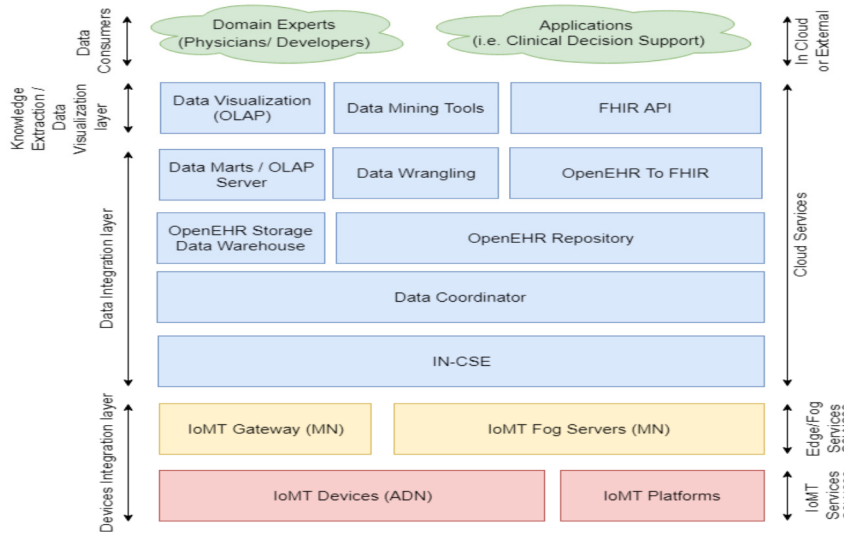 Data
Consumers
Domain Experts
(Physicians/ Developers)
Applications
(i.e. Clinical Decision Support)
In Cloud
or External
Knowledge
Extraction /
Data
Visualization
layer
Data Visualization
(OLAP)
Data Mining Tools
FHIR API
Data Integration layer
Data Marts / OLAP
Server
Data Wrangling
OpenEHR To FHIR
OpenEHR Storage
Data Warehouse
OpenEHR Repository
Data Coordinator
IN-CSE
Cloud Services
Devices Integration layer
IoMT Gateway (MN)
IoMT Fog Servers (MN)
Edge/Fog
Services
IoMT Devices (ADN)
IoMT Platforms
IoMT
Services